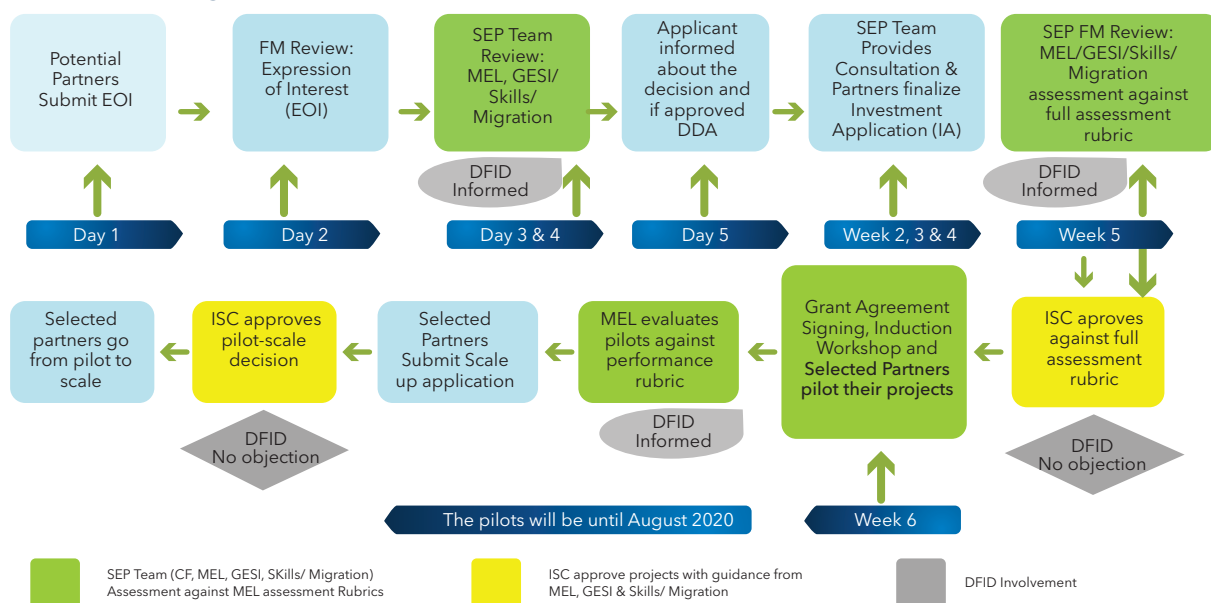 Potential
Partners
Submit EOI
FM Review:
Expression
of Interest
(EOI)
SEP Team
Review:
MEL, GESI/
Skills/
Migration
Applicant
informed
about the
decision and
if approved
DDA
SEP Team
Provides
Consultation &
Partners finalize
Investment
Application (IA)
SEP FM Review:
MEL/GESI/Skills/
Migration
assessment against
full assessment
rubric
DFID
Informed
DFID
Informed
Day 1
Day 2
Day 3 & 4
Day 5
Week 2, 3 & 4
Week 5
Selected
partners go
from pilot to
scale
ISC approves
pilot-scale
decision
Selected
Partners
Submit Scale
up application
MEL evaluates
pilots against
performance
rubric
Grant Agreement
Signing, Induction
Workshop and
Selected Partners
pilot their projects
ISC aproves
against full
assessment
rubric
DFID
No objection
DFID
Informed
DFID
No objection
The pilots will be until August 2020
Week 6
SEP Team (CF, MEL, GESI, SKills/ Migration)
Assessment against MEL assessment Rubrics
ISC approve projects with guidance from
MEL, GESI & Skills/ Migration
DFID Involvement